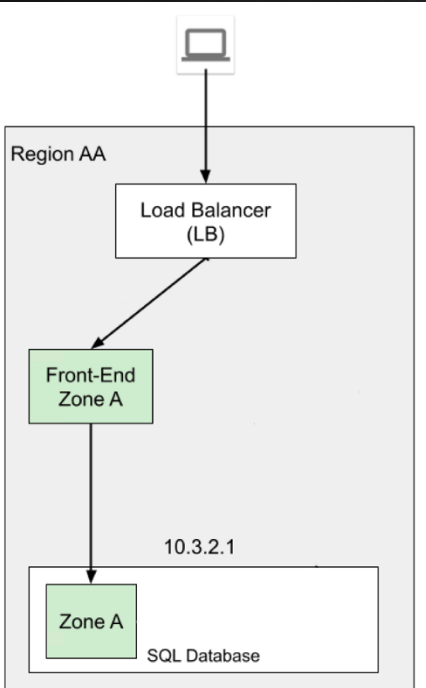 Region AA
Load Balancer
(LB)
Front-End
Zone A
10.3.2.1
Zone A
SQL Database